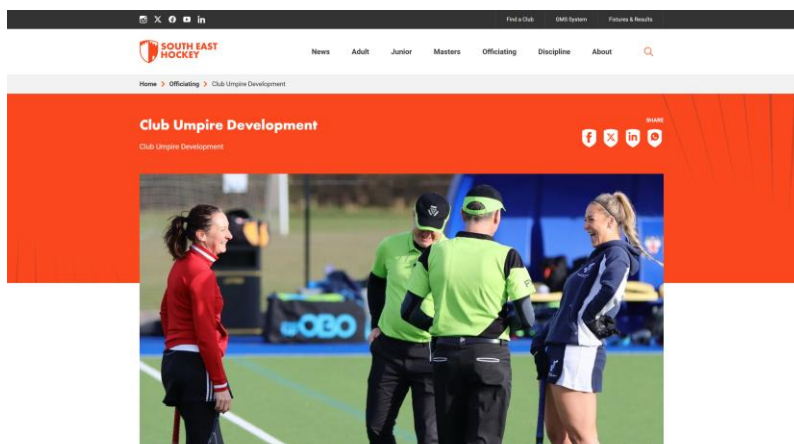 Find a Club GMS System Fixtures & Results
SOUTH EAST
HOCKEY
News Adult Junior Masters Officiating Discipline About
Home > Officiating > Club Umpire Development
Club Umpire Development
SHARE
Club Umpire Development
OBO